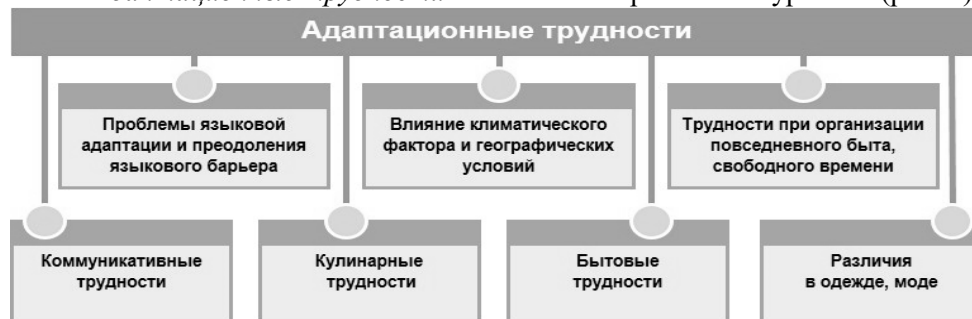 Адаптационные трудности
Проблемы языковой
адаптации и преодоления
языкового барьера
Влияние климатического
фактора и географических
условий
Трудности при организации
повседневного быта,
свободного времени
Коммуникативные
трудности
Кулинарные
трудности
Бытовые
трудности
Различия
в одежде, моде